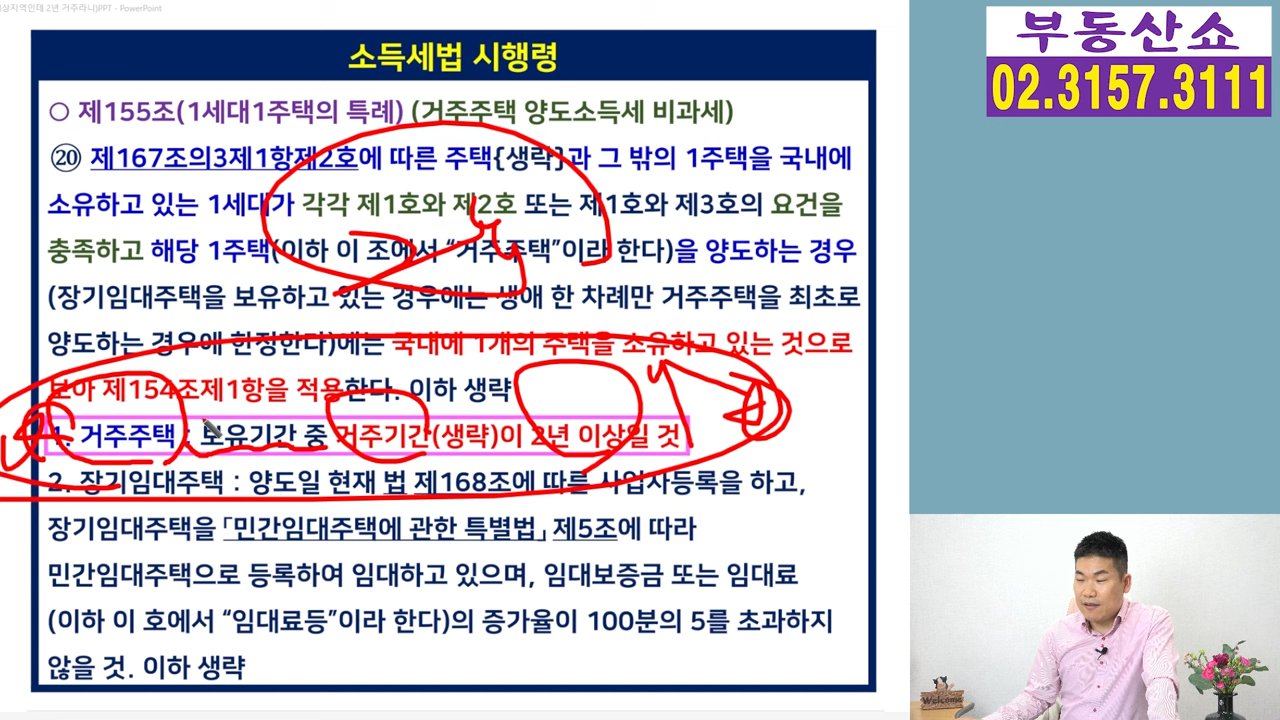 상지역인데 2년 거주라니)PPT - PowerPoint
부동산쇼
02.3157.3111
소득세법 시행령
○ 제155조(1세대1주택의 특례) (거주주택 양도소득세 비과세)
⑳ 제167조의3제1항제2호에 따른 주택{생략}과 그 밖의 1주택을 국내에
소유하고 있는 1세대가 각각 제1호와 제2호 또는 제1호와 제3호의 요건을
충족하고 해당 1주택(이하 이 조에서 “거주주택”이라 한다)을 양도하는 경우
(장기임대주택을 보유하고 있는 경우에는 생애 한 차례만 거주주택을 최초로
양도하는 경우에 한정한다)에는 국내에 1개의 주택을 소유하고 있는 것으로
보아 제154조제1항을 적용한다. 이하 생략
1. 거주주택 : 보유기간 중 거주기간(생략)이 2년 이상일 것
2. 장기임대주택 : 양도일 현재 법 제168조에 따른 사업자등록을 하고,
장기임대주택을 「민간임대주택에 관한 특별법」 제5조에 따라
민간임대주택으로 등록하여 임대하고 있으며, 임대보증금 또는 임대료
(이하 이 호에서 “임대료등”이라 한다)의 증가율이 100분의 5를 초과하지
않을 것. 이하 생략
Welcome